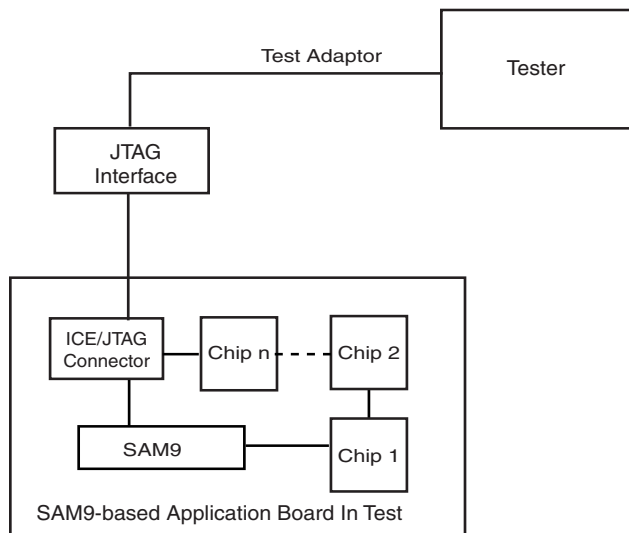 Test Adaptor
Tester
JTAG
Interface
ICE/JTAG
Connector
Chip n
Chip 2
SAM9
Chip 1
SAM9-based Application Board In Test